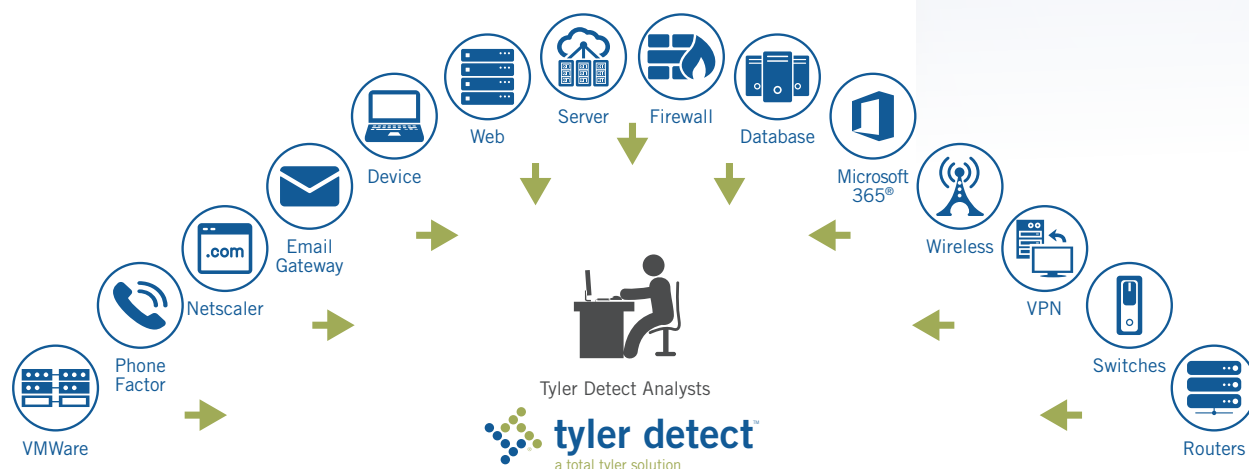 Server
Firewall
Web
Database
Device
Microsoft
365®
Email
Gateway
.com
Wireless
Netscaler
VPN
Phone
Factor
Switches
Tyler Detect Analysts
VMWare
Routers
tyler detect™
a total tyler solution